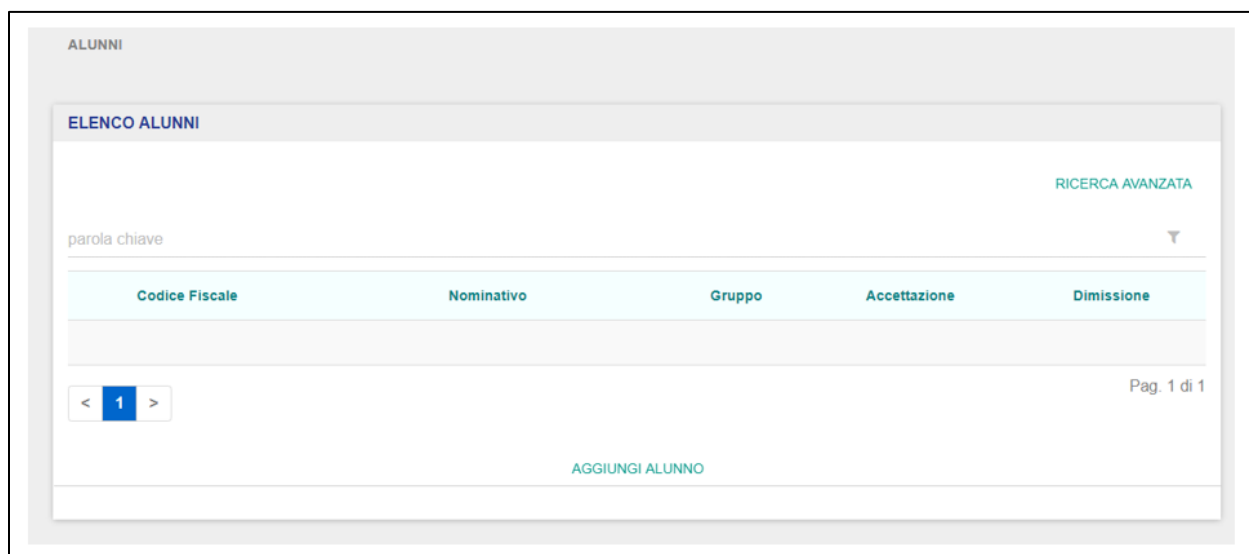 ALUNNI
ELENCO ALUNNI
RICERCA AVANZATA
parola chiave
Codice Fiscale Nominativo Gruppo Accettazione Dimissione
< 1 > Pag. 1 di 1
AGGIUNGI ALUNNO